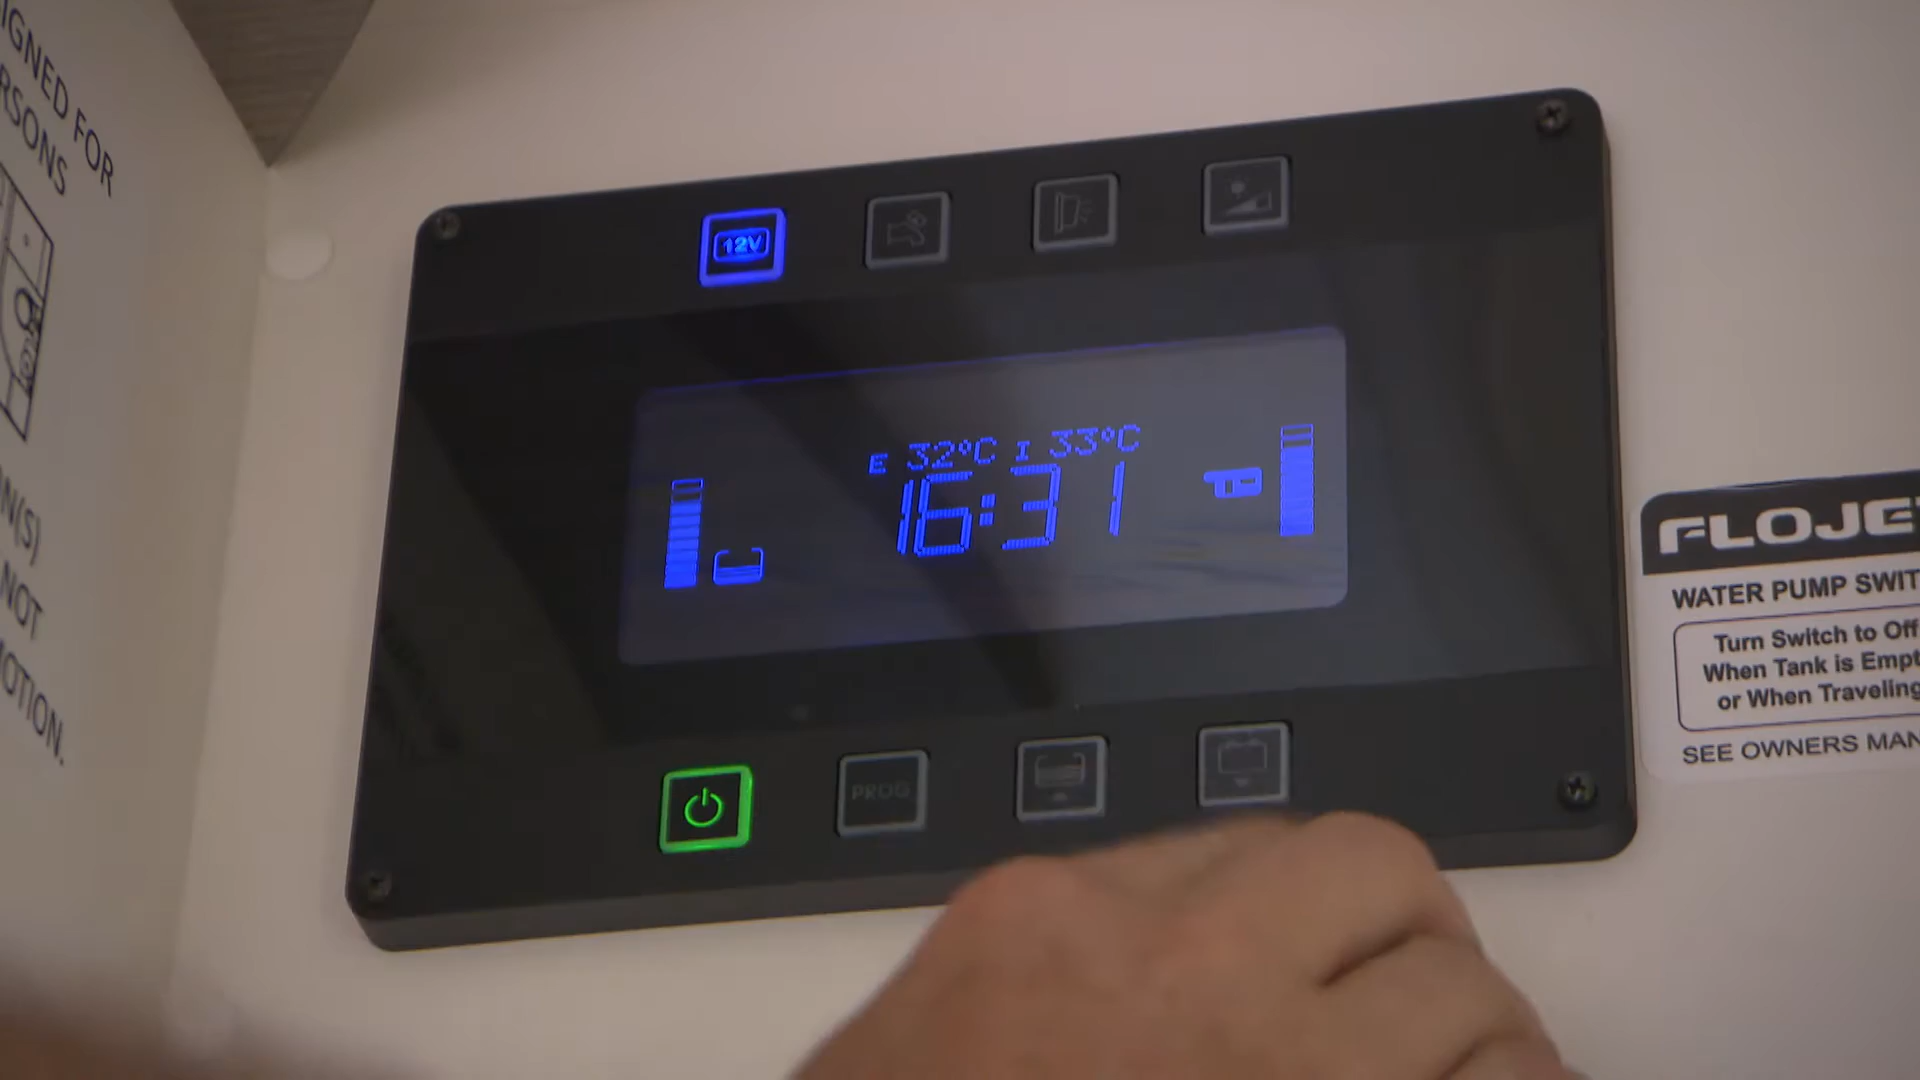 IGNED FOR
RSONS
N(S)
NOT
OTION.
12V
E 32°C I 33°C
16:31
PROG
FLOJE
WATER PUMP SWIT
Turn Switch to Off
When Tank is Empt
or When Traveling
SEE OWNERS MAN